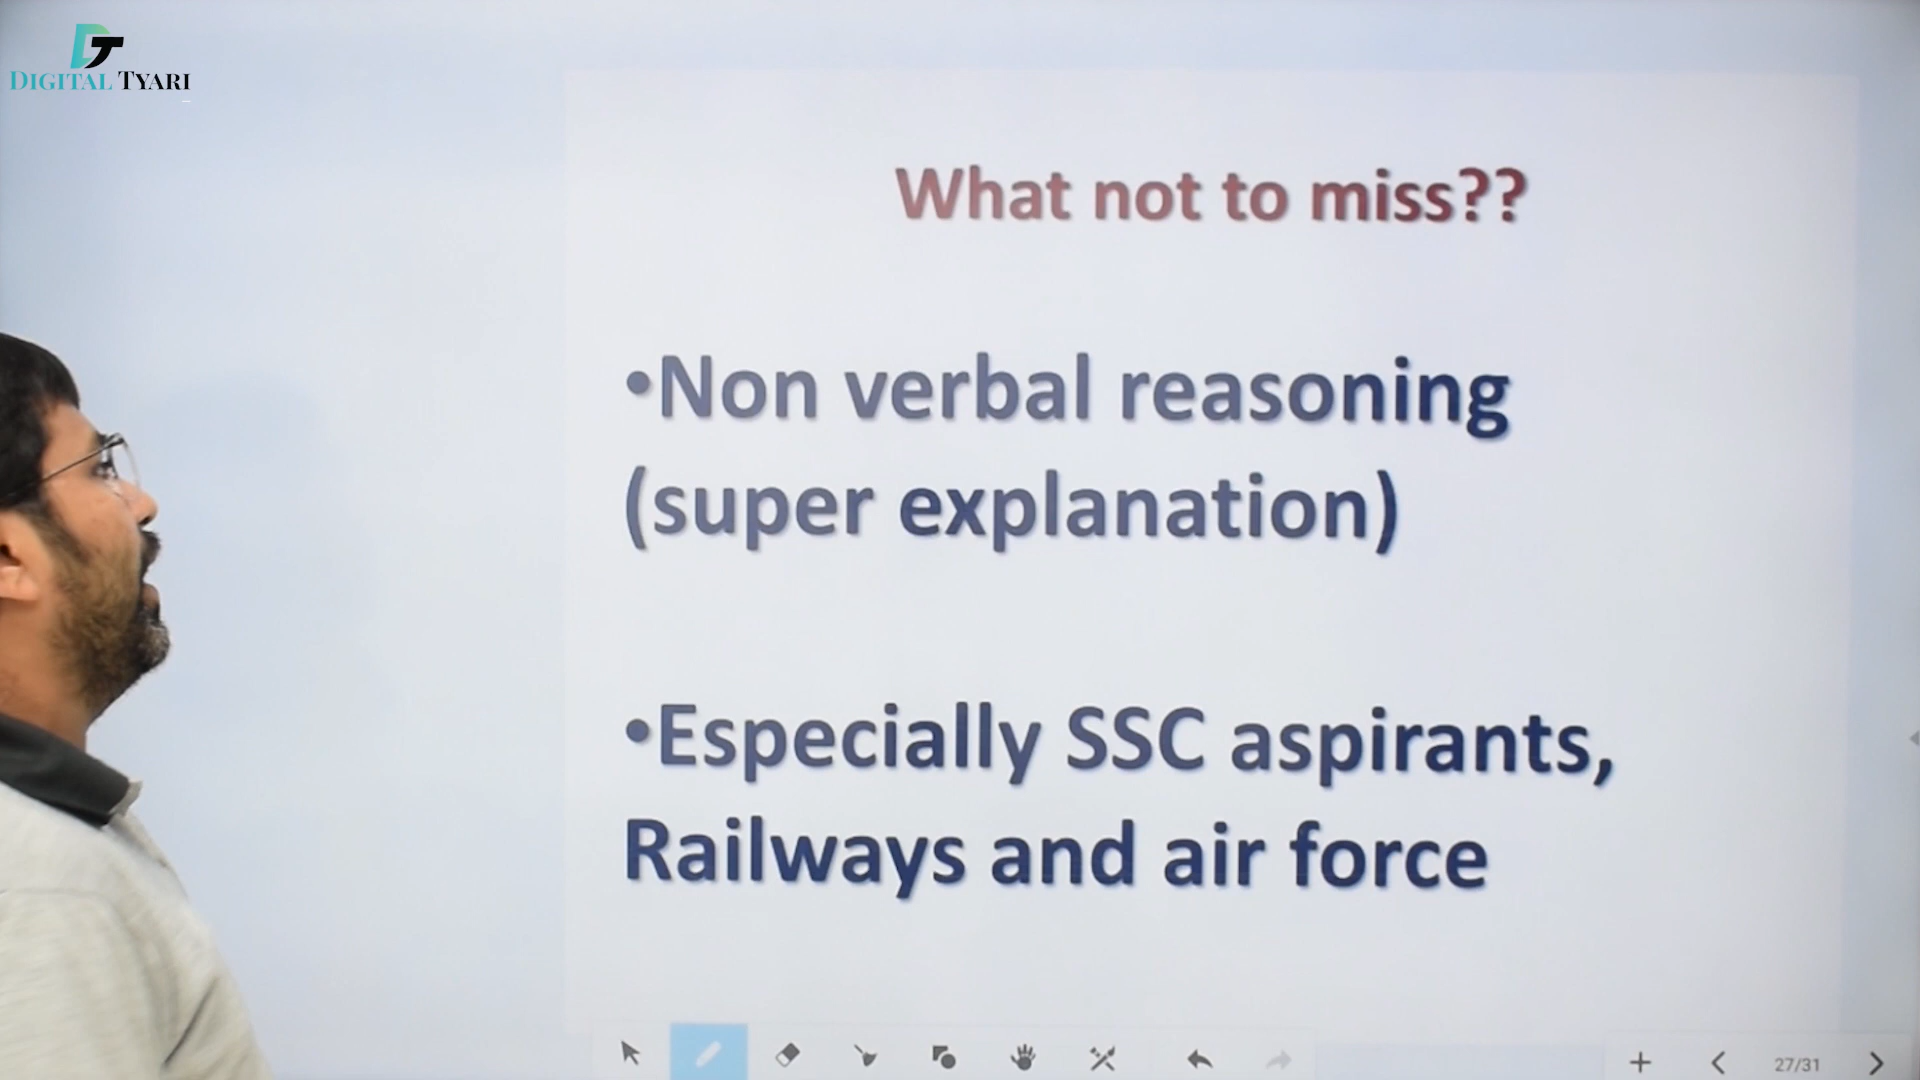 DIGITAL TYARI
What not to miss??
•Non verbal reasoning
(super explanation)
•Especially SSC aspirants,
Railways and air force
27/31